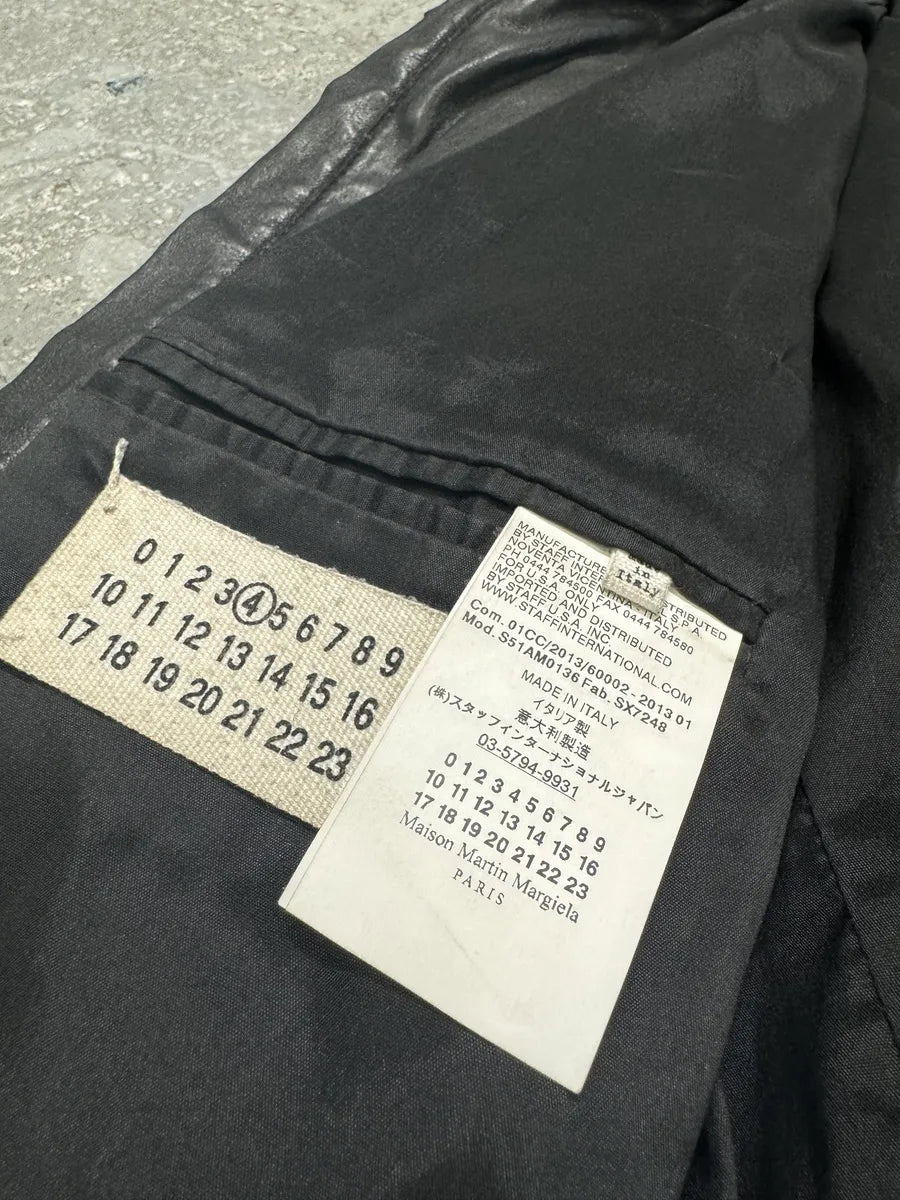 0 1 2 3 4 5 6 7 8 9
10 11 12 13 14 15 16
17 18 19 20 21 22 23
in
Italy
MANUFACTURE DISTRIBUTED
BY STAFF INTER S.P.A.
NOVENTA VICENTINA - ITALY
PH 0444 784500 FAX 0444 784580
FOR U.S.A. ONLY
IMPORTED AND DISTRIBUTED
BY STAFF U.S.A. INC.
WWW.STAFFINTERNATIONAL.COM
Com. 01CC/2013/60002 - 2013 01
Mod. S51AM0136 Fab. SX7248
MADE IN ITALY
イタリア製
意大利製造
(株)スタッフインターナショナルジャパン
03-5794-9931
0 1 2 3 4 5 6 7 8 9
10 11 12 13 14 15 16
17 18 19 20 21 22 23
Maison Martin Margiela
PARIS